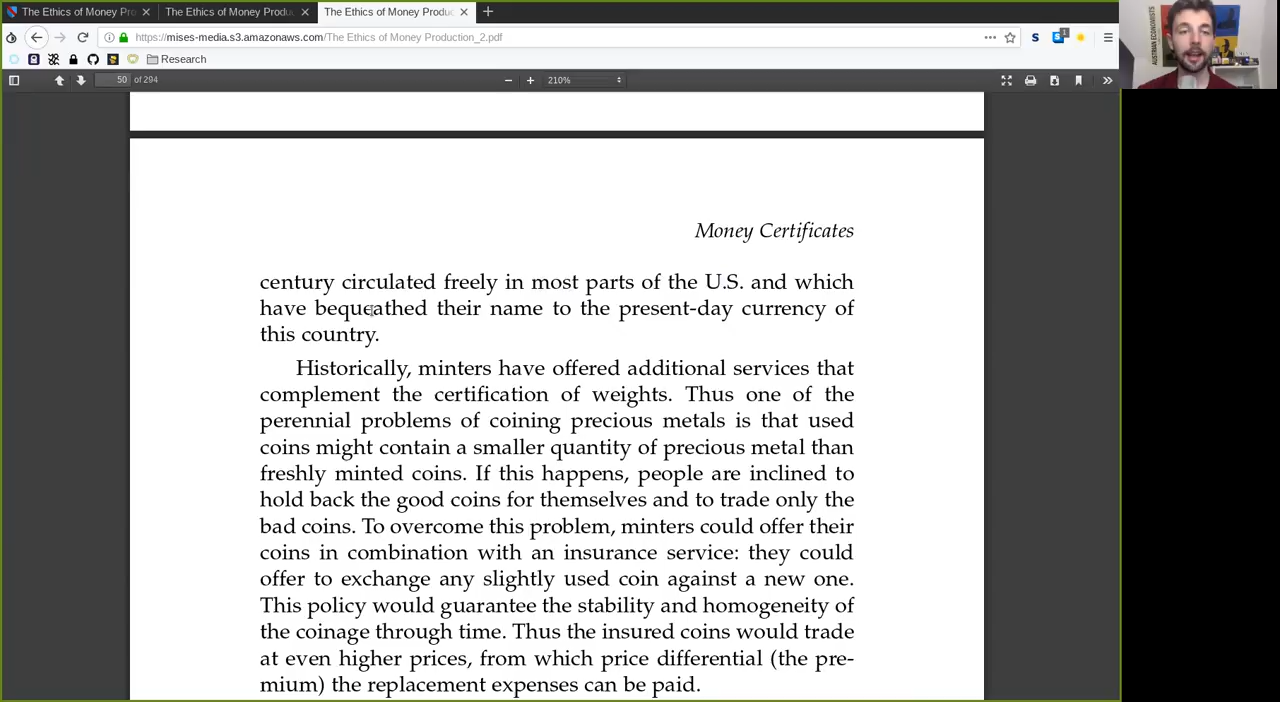 The Ethics of Money Pro
The Ethics of Money Produ
The Ethics of Money Produc
https://mises-media.s3.amazonaws.com/The Ethics of Money Production_2.pdf
Research
50 of 294
210%
AUSTRIAN ECONOMISTS
Money Certificates
century circulated freely in most parts of the U.S. and which
have bequeathed their name to the present-day currency of
this country.
Historically, minters have offered additional services that
complement the certification of weights. Thus one of the
perennial problems of coining precious metals is that used
coins might contain a smaller quantity of precious metal than
freshly minted coins. If this happens, people are inclined to
hold back the good coins for themselves and to trade only the
bad coins. To overcome this problem, minters could offer their
coins in combination with an insurance service: they could
offer to exchange any slightly used coin against a new one.
This policy would guarantee the stability and homogeneity of
the coinage through time. Thus the insured coins would trade
at even higher prices, from which price differential (the pre-
mium) the replacement expenses can be paid.